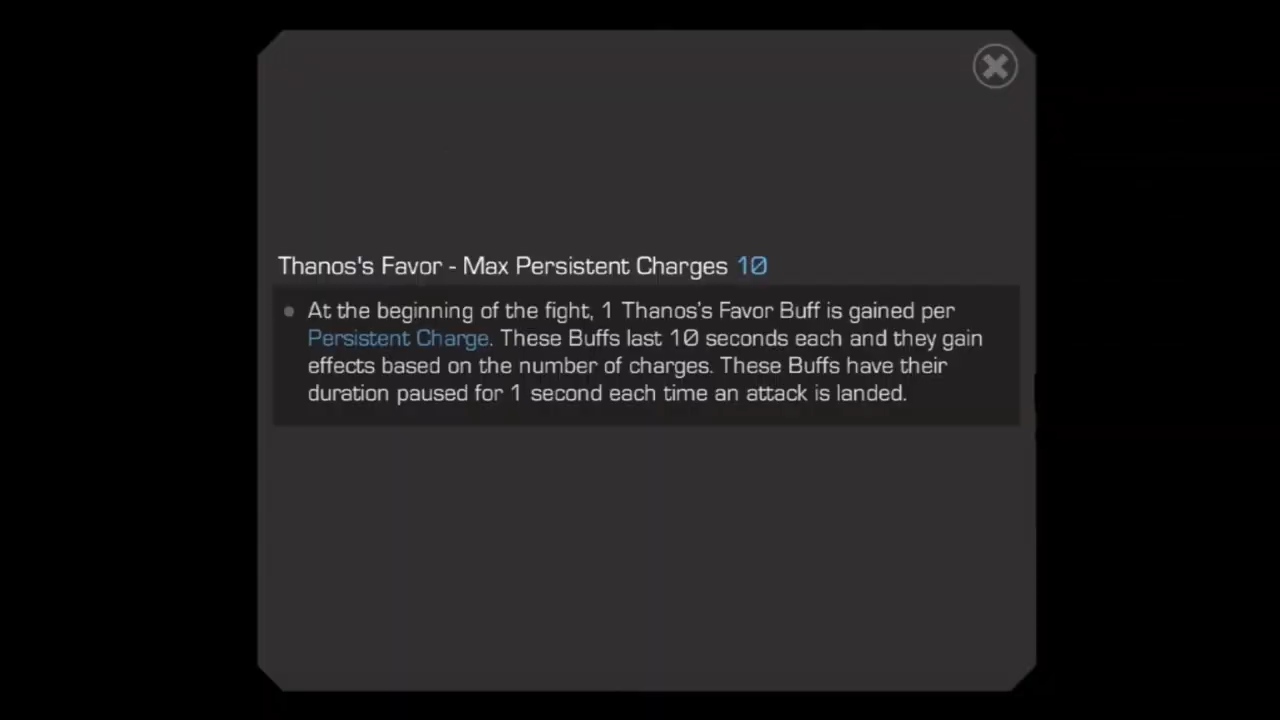 Thanos's Favor - Max Persistent Charges 10
At the beginning of the fight, 1 Thanos's Favor Buff is gained per
Persistent Charge. These Buffs last 10 seconds each and they gain
effects based on the number of charges. These Buffs have their
duration paused for 1 second each time an attack is landed.